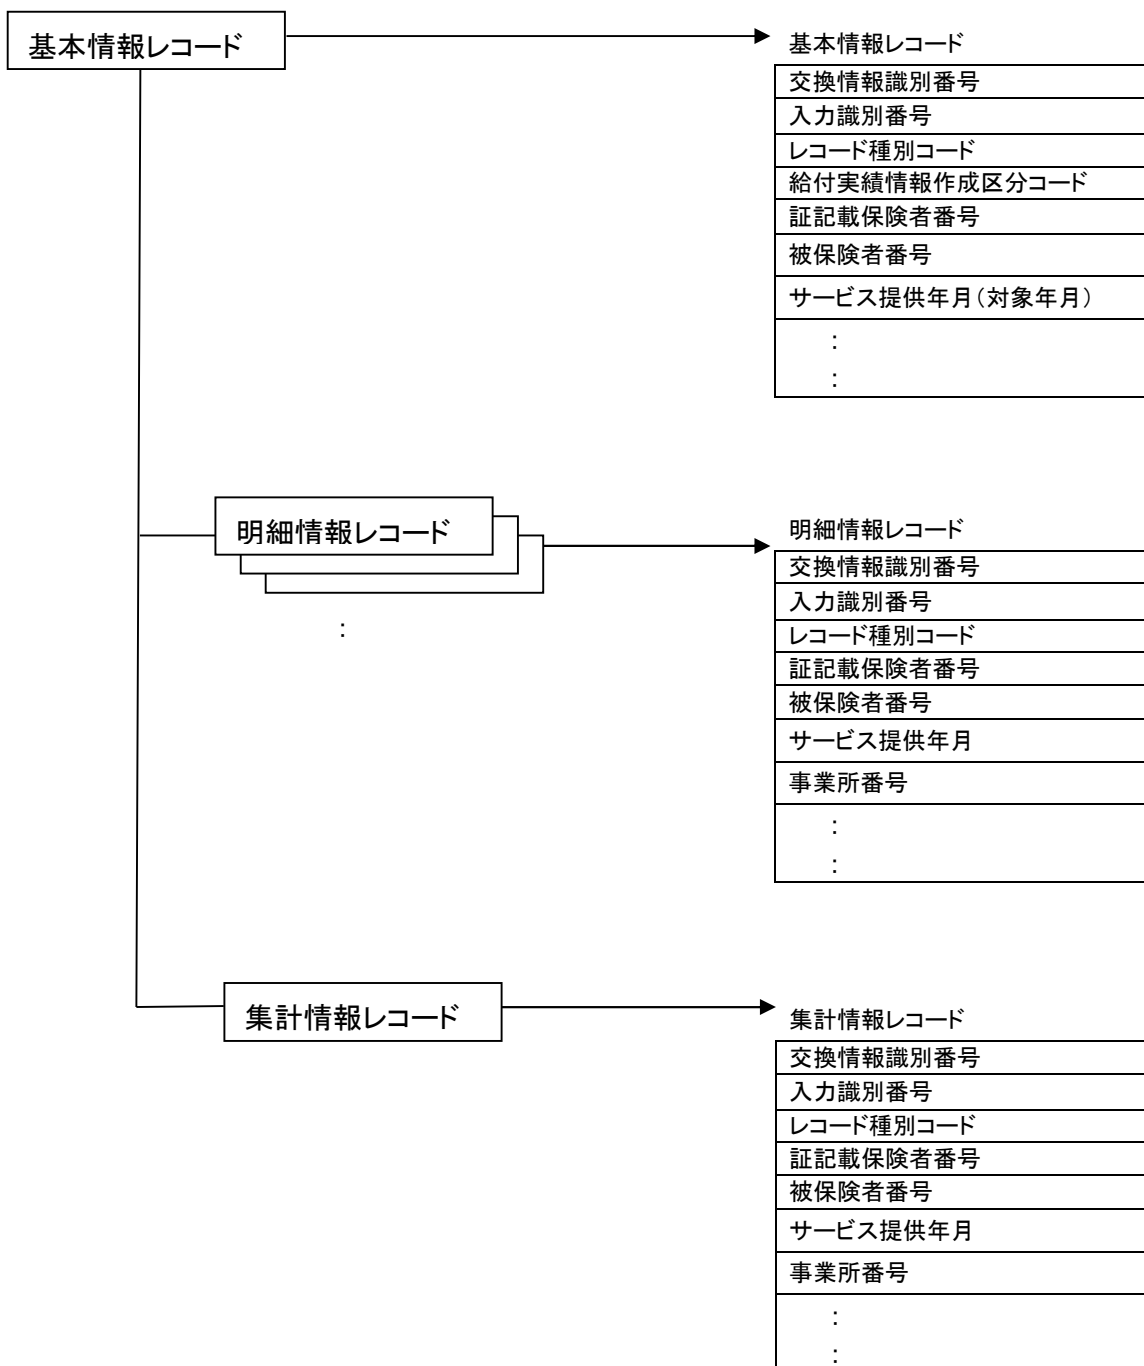 基本情報レコード
基本情報レコード
交換情報識別番号
入力識別番号
レコード種別コード
給付実績情報作成区分コード
証記載保険者番号
被保険者番号
サービス提供年月(対象年月)
:
:
明細情報レコード
:
明細情報レコード
交換情報識別番号
入力識別番号
レコード種別コード
証記載保険者番号
被保険者番号
サービス提供年月
事業所番号
:
:
集計情報レコード
集計情報レコード
交換情報識別番号
入力識別番号
レコード種別コード
証記載保険者番号
被保険者番号
サービス提供年月
事業所番号
:
: